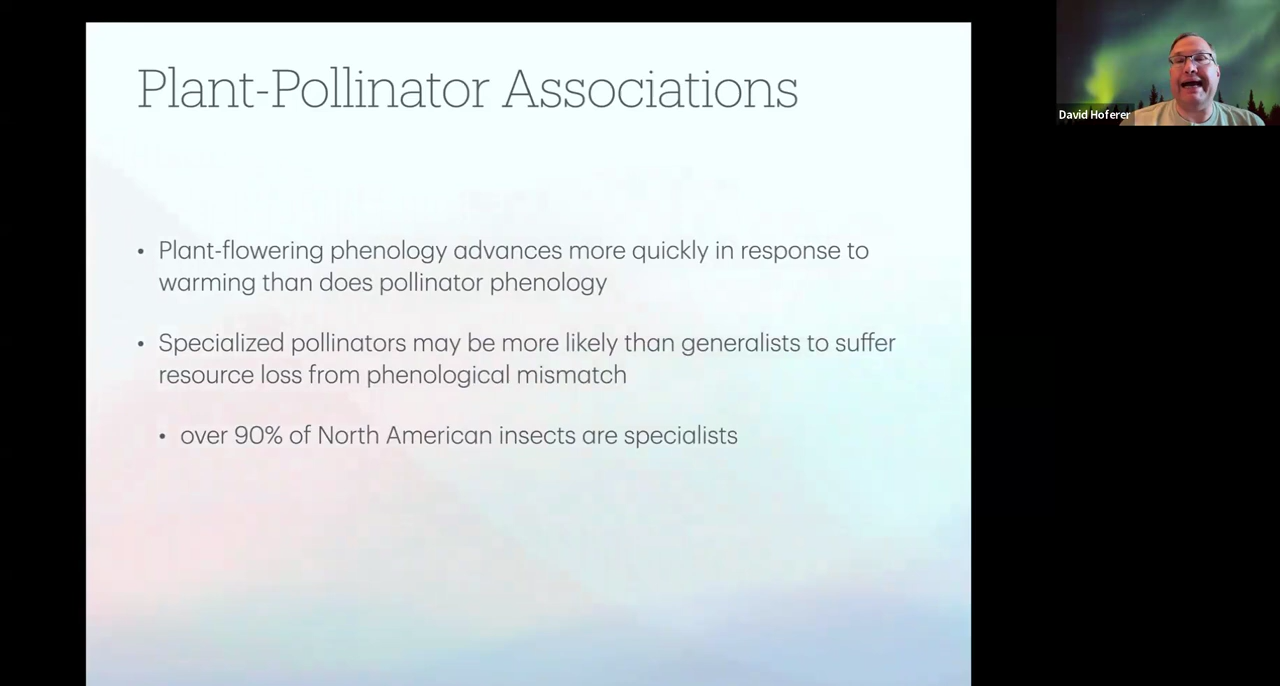 Plant-Pollinator Associations
David Hoferer
• Plant-flowering phenology advances more quickly in response to
warming than does pollinator phenology
• Specialized pollinators may be more likely than generalists to suffer
resource loss from phenological mismatch
• over 90% of North American insects are specialists